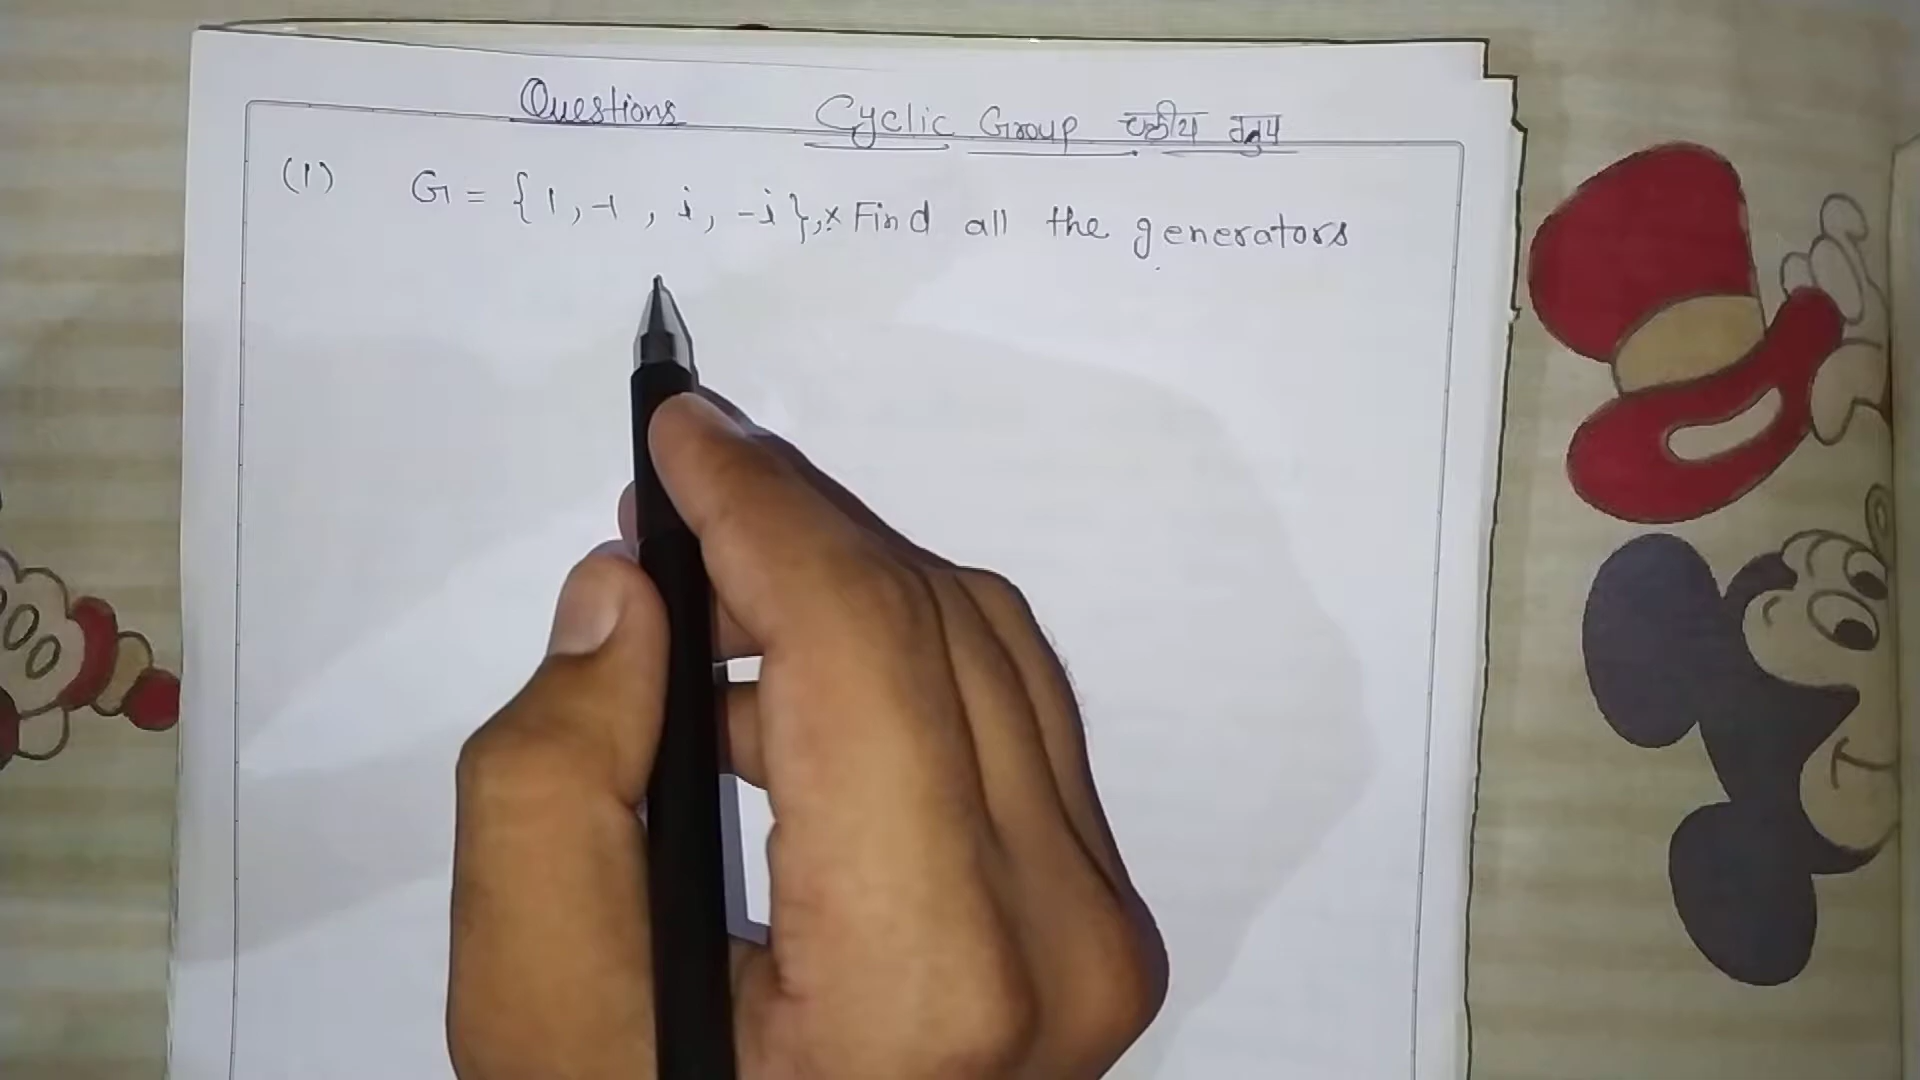 Questions Cyclic Group चक्रीय समूह
(1) G = {1, -1, i, -i}, × Find all the generators